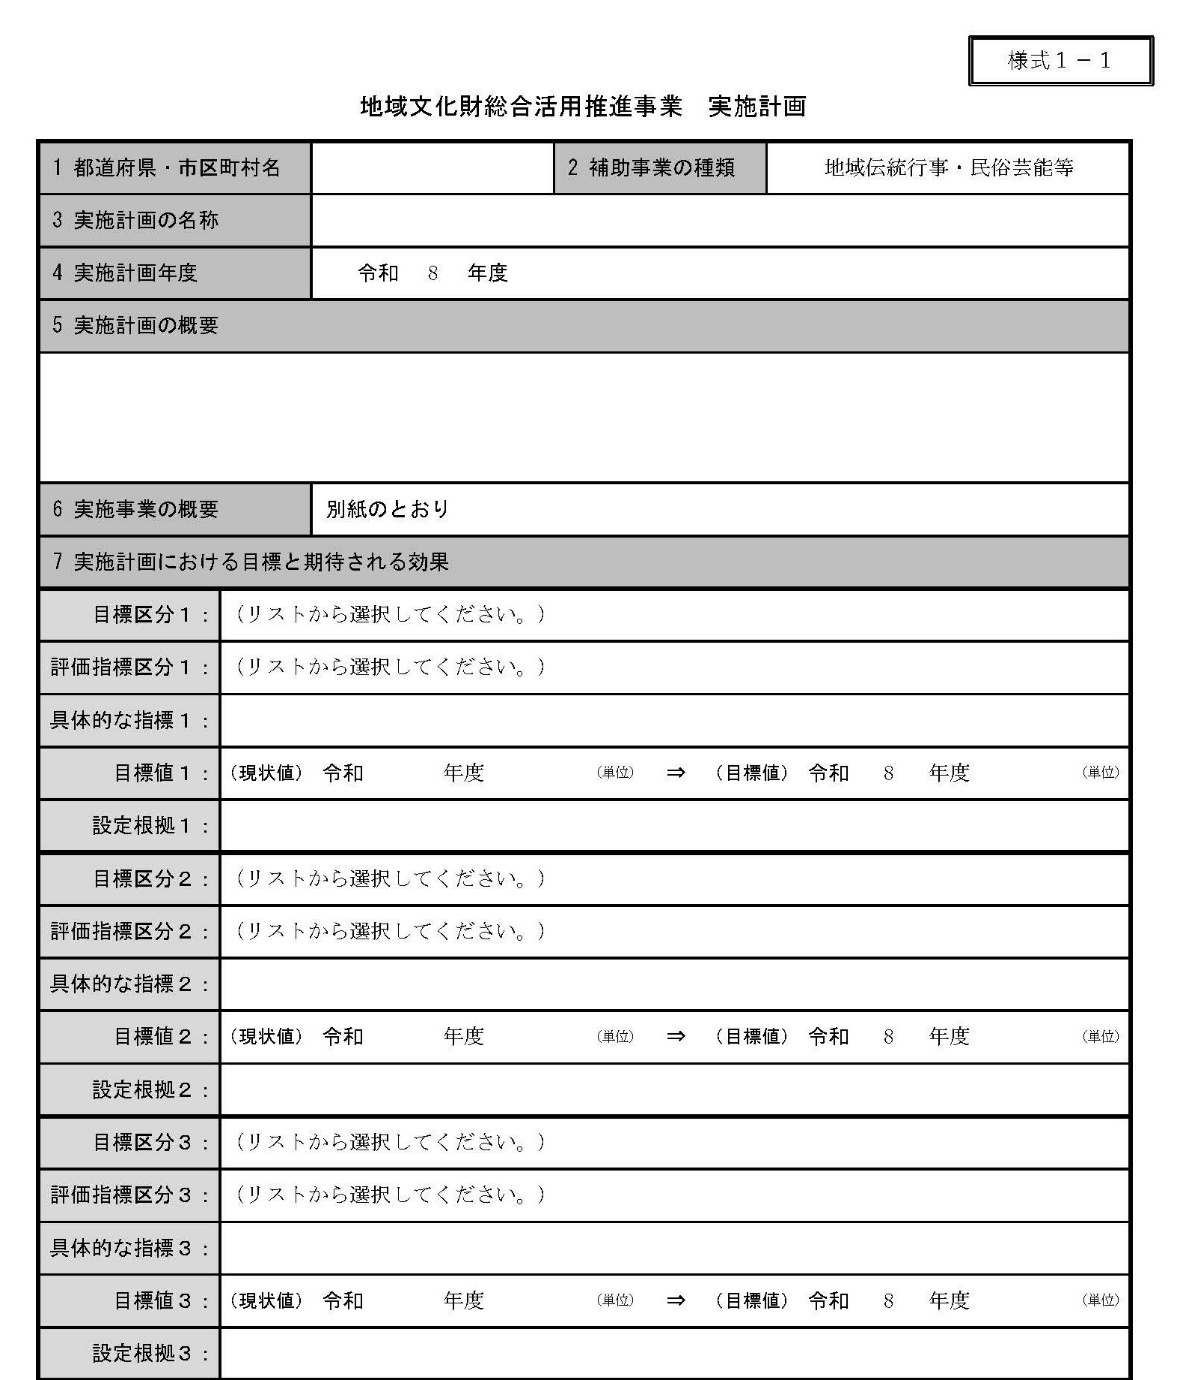 様式１－１
地域文化財総合活用推進事業　実施計画
1 都道府県・市区町村名 2 補助事業の種類 地域伝統行事・民俗芸能等
3 実施計画の名称
4 実施計画年度 令和 8 年度
5 実施計画の概要
6 実施事業の概要 別紙のとおり
7 実施計画における目標と期待される効果
目標区分１： （リストから選択してください。）
評価指標区分１： （リストから選択してください。）
具体的な指標１：
目標値１： （現状値） 令和 年度 （単位） ⇒ （目標値） 令和 8 年度 （単位）
設定根拠１：
目標区分２： （リストから選択してください。）
評価指標区分２： （リストから選択してください。）
具体的な指標２：
目標値２： （現状値） 令和 年度 （単位） ⇒ （目標値） 令和 8 年度 （単位）
設定根拠２：
目標区分３： （リストから選択してください。）
評価指標区分３： （リストから選択してください。）
具体的な指標３：
目標値３： （現状値） 令和 年度 （単位） ⇒ （目標値） 令和 8 年度 （単位）
設定根拠３：